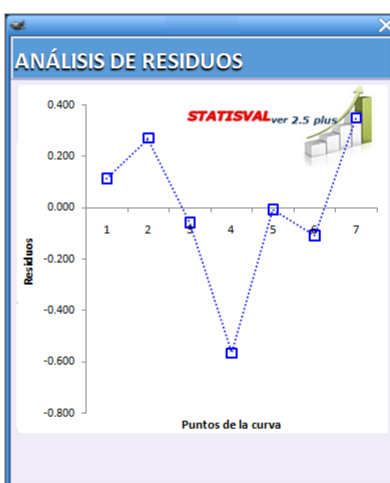 ANÁLISIS DE RESIDUOS
STATISVAL ver 2.5 plus
0.400
0.200
0.000
-0.200
-0.400
-0.600
-0.800
1 2 3 4 5 6 7
Residuos
Puntos de la curva